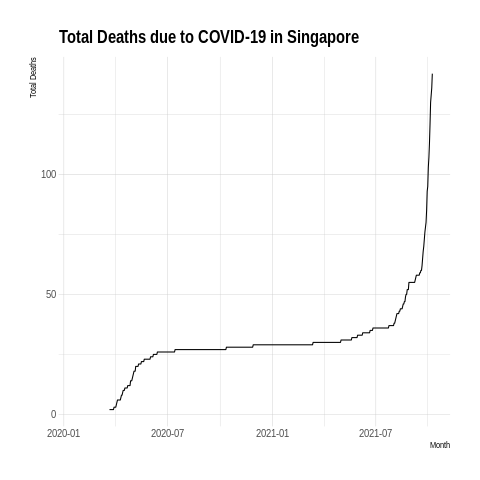 Total Deaths due to COVID-19 in Singapore
Total Deaths
100
50
0
2020-01 2020-07 2021-01 2021-07
Month